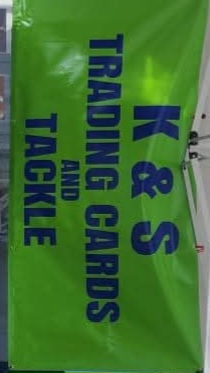 K & S
TRADING CARDS
AND
TACKLE